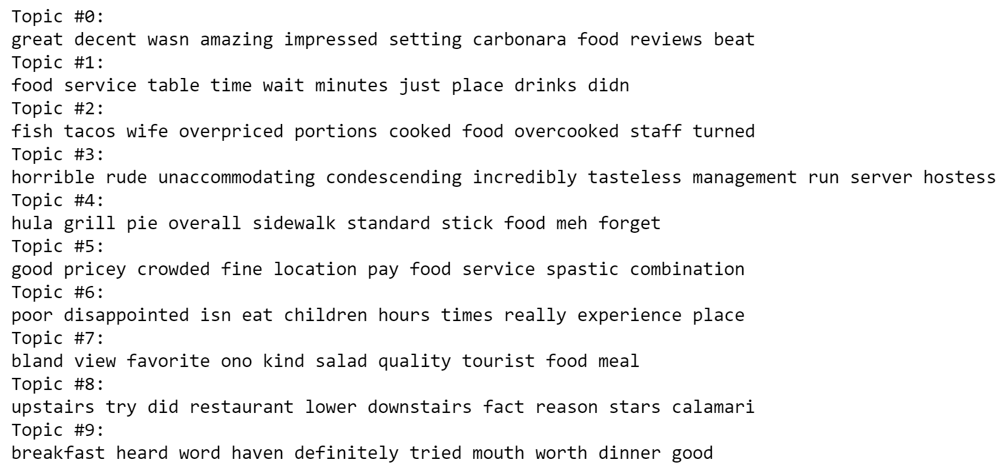 Topic #0:
great decent wasn amazing impressed setting carbonara food reviews beat
Topic #1:
food service table time wait minutes just place drinks didn
Topic #2:
fish tacos wife overpriced portions cooked food overcooked staff turned
Topic #3:
horrible rude unaccommodating condescending incredibly tasteless management run server hostess
Topic #4:
hula grill pie overall sidewalk standard stick food meh forget
Topic #5:
good pricey crowded fine location pay food service spastic combination
Topic #6:
poor disappointed isn eat children hours times really experience place
Topic #7:
bland view favorite ono kind salad quality tourist food meal
Topic #8:
upstairs try did restaurant lower downstairs fact reason stars calamari
Topic #9:
breakfast heard word haven definitely tried mouth worth dinner good